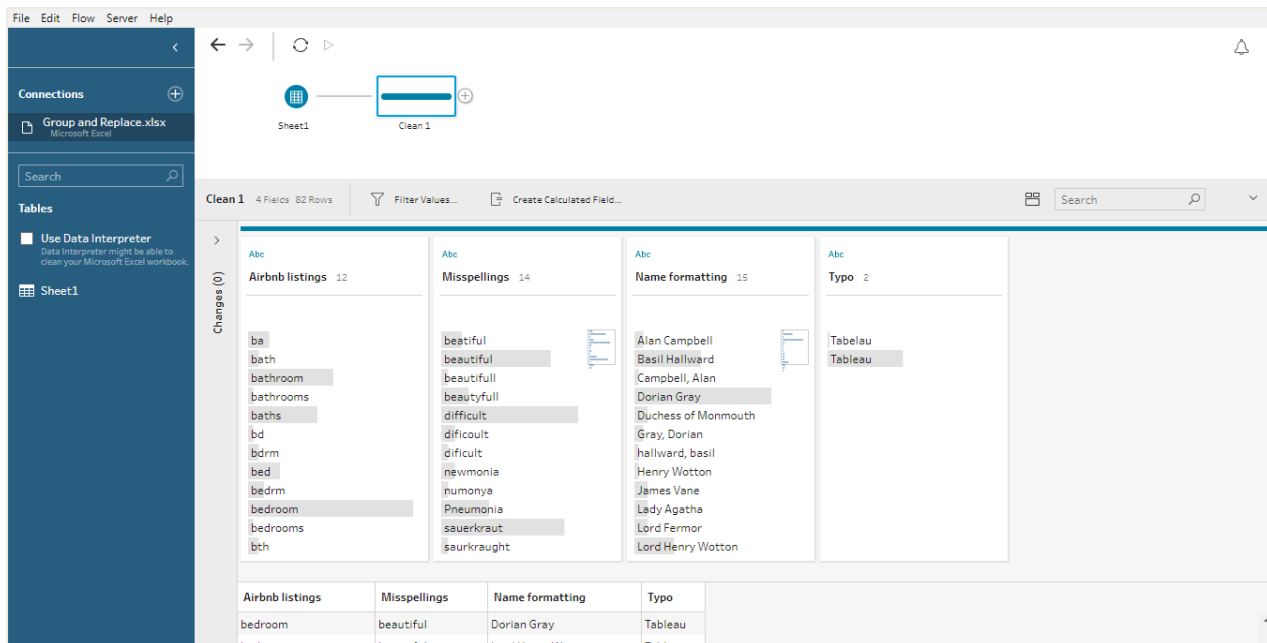 File Edit Flow Server Help
Connections
Group and Replace.xlsx
Microsoft Excel
Search
Tables
Use Data Interpreter
Data Interpreter might be able to
clean your Microsoft Excel workbook.
Sheet1
Sheet1
Clean 1
Clean 1 4 Fields 82 Rows Filter Values... Create Calculated Field... Search
Changes (0)
Abc
Airbnb listings 12
ba
bath
bathroom
bathrooms
baths
bd
bdrm
bed
bedrm
bedroom
bedrooms
bth
Abc
Misspellings 14
beatiful
beautiful
beautifull
beautyfull
difficult
dificoult
dificult
newmonia
numonya
Pneumonia
sauerkraut
saurkraught
Abc
Name formatting 15
Alan Campbell
Basil Hallward
Campbell, Alan
Dorian Gray
Duchess of Monmouth
Gray, Dorian
hallward, basil
Henry Wotton
James Vane
Lady Agatha
Lord Fermor
Lord Henry Wotton
Abc
Typo 2
Tabelau
Tableau
Airbnb listings Misspellings Name formatting Typo
bedroom beautiful Dorian Gray Tableau